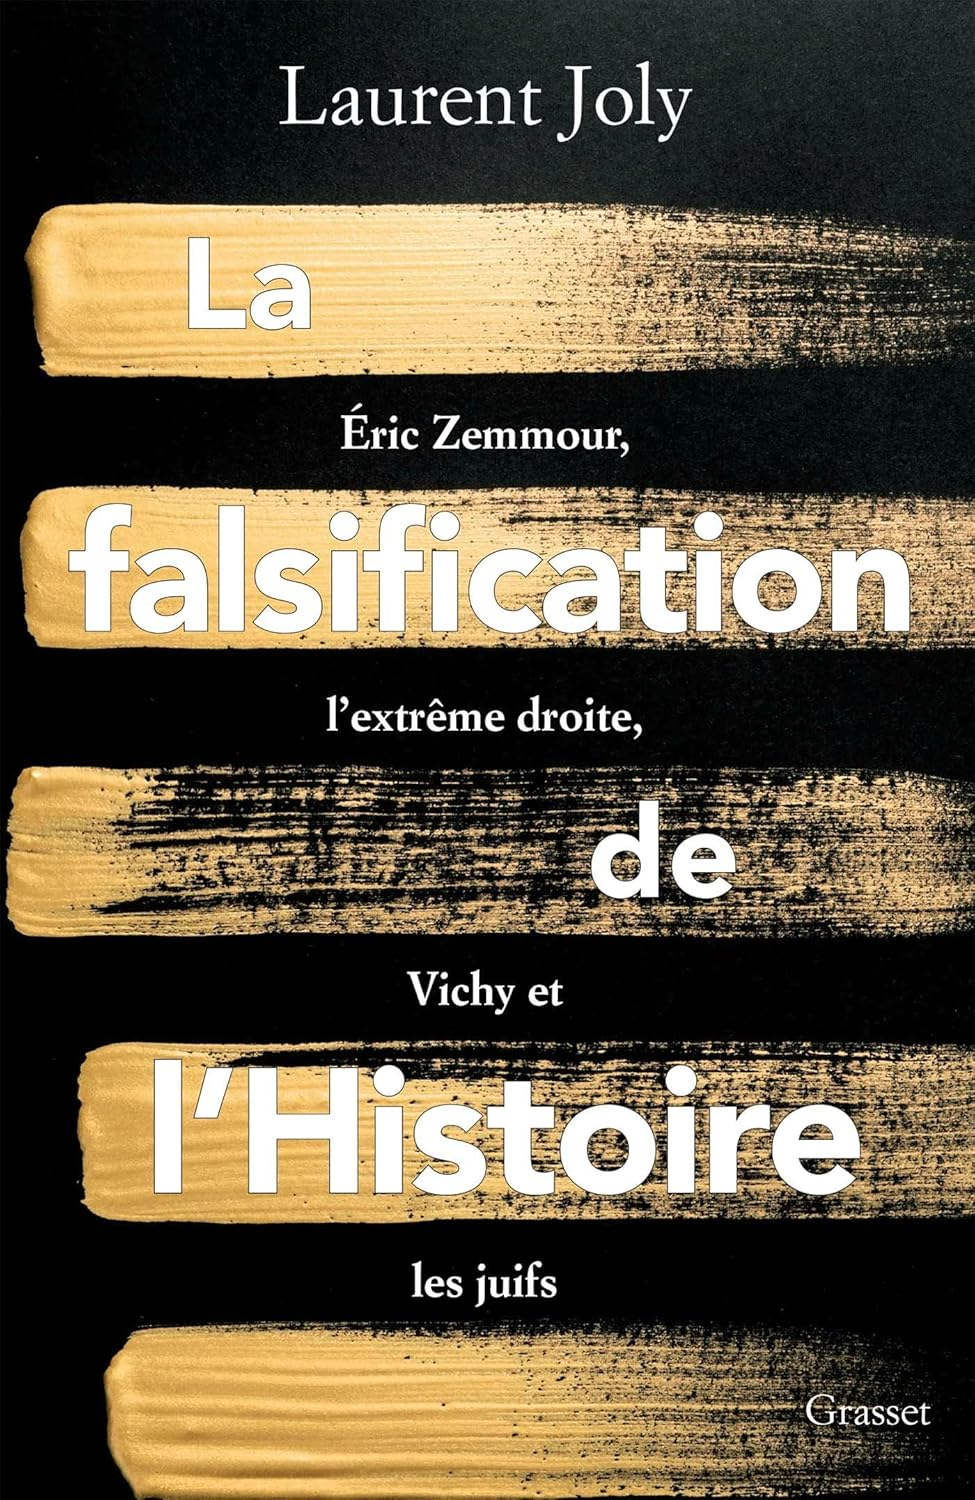 Laurent Joly
La
Éric Zemmour,
falsification
l’extrême droite,
de
Vichy et
l’Histoire
les juifs
Grasset